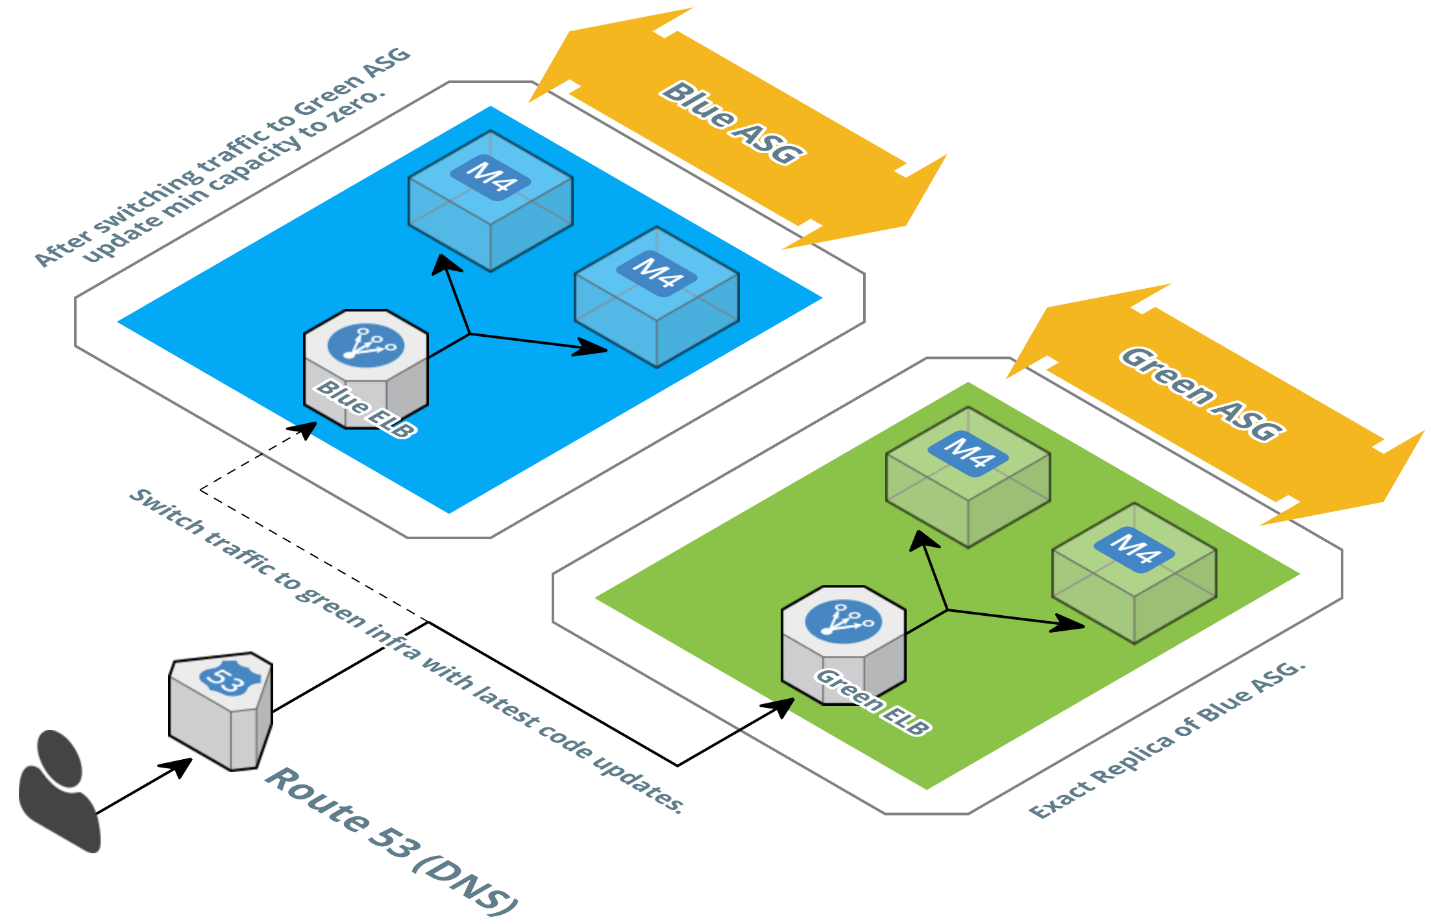 After switching traffic to Green ASG
update min capacity to zero.
Blue ASG
M4
M4
Blue ELB
Green ASG
M4
M4
Green ELB
Switch traffic to green infra with latest code updates.
53
Route 53 (DNS)
Exact Replica of Blue ASG.